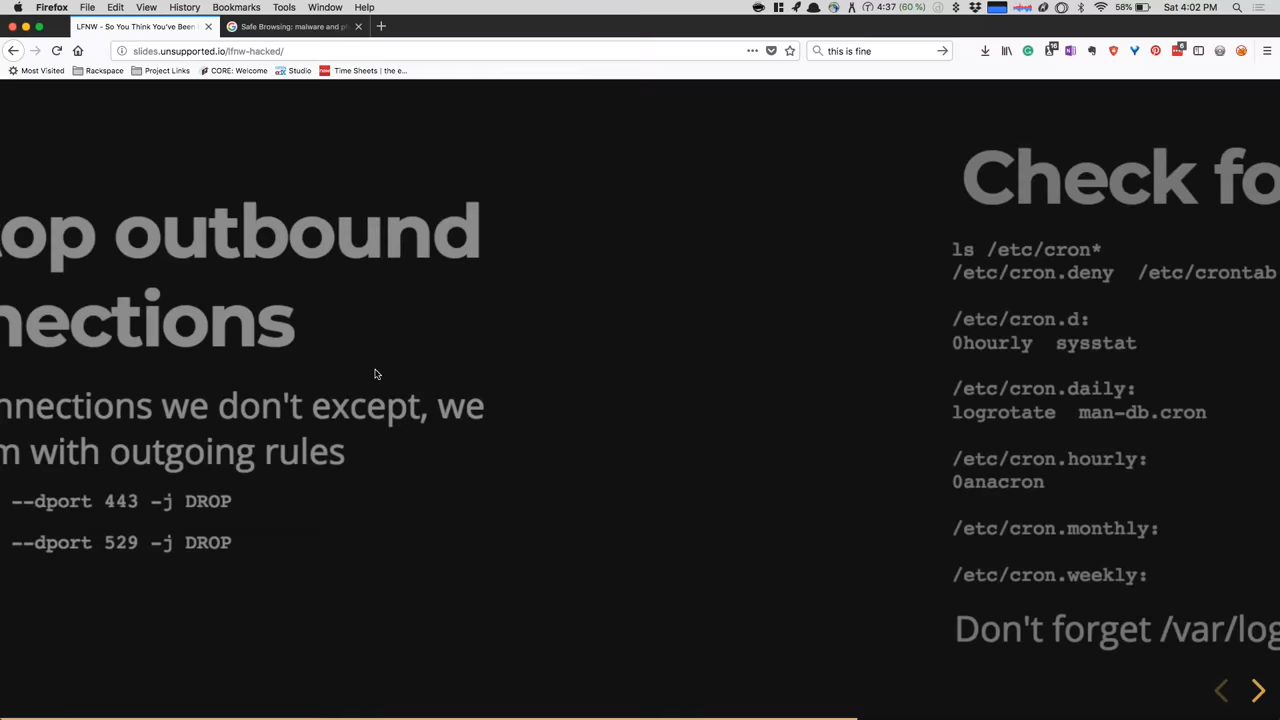 Firefox File Edit View History Bookmarks Tools Window Help 4:37 (60 %) 58% Sat 4:02 PM
LFNW - So You Think You've Been Safe Browsing: malware and p
slides.unsupported.io/lfnw-hacked/ this is fine 16 6
Most Visited Rackspace Project Links CORE: Welcome Studio Time Sheets | the e...
top outbound
nections
nnections we don't except, we
m with outgoing rules
--dport 443 -j DROP
--dport 529 -j DROP
Check fo
ls /etc/cron*
/etc/cron.deny /etc/crontab
/etc/cron.d:
0hourly sysstat
/etc/cron.daily:
logrotate man-db.cron
/etc/cron.hourly:
0anacron
/etc/cron.monthly:
/etc/cron.weekly:
Don't forget /var/log